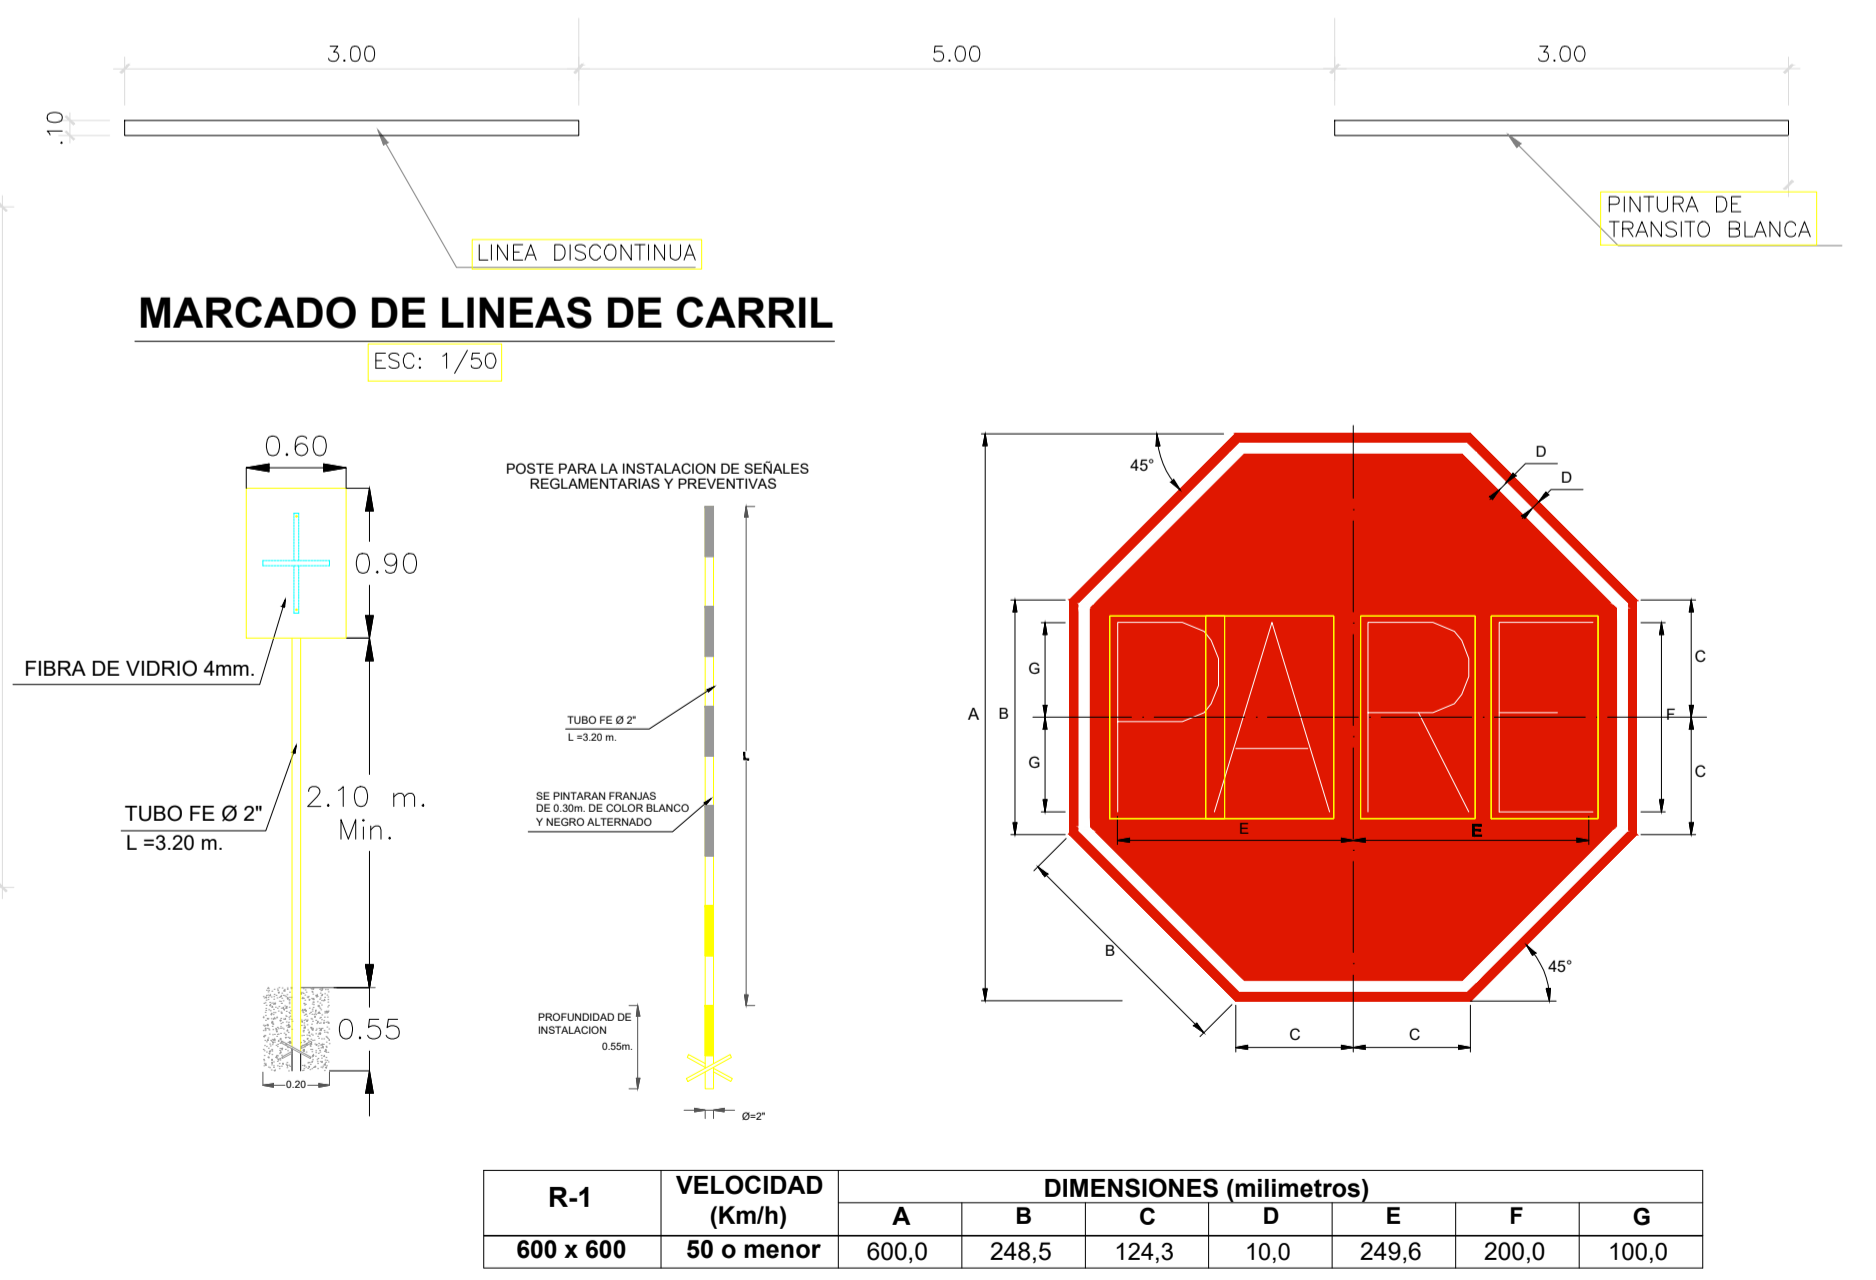 3.00
5.00
3.00
.10
LINEA DISCONTINUA
PINTURA DE
TRANSITO BLANCA
MARCADO DE LINEAS DE CARRIL
ESC: 1/50
0.60
0.90
FIBRA DE VIDRIO 4mm.
TUBO FE Ø 2"
L =3.20 m.
2.10 m.
Min.
0.55
0.20
POSTE PARA LA INSTALACION DE SEÑALES
REGLAMENTARIAS Y PREVENTIVAS
TUBO FE Ø 2"
L =3.20 m.
L
SE PINTARAN FRANJAS
DE 0.30m. DE COLOR BLANCO
Y NEGRO ALTERNADO
PROFUNDIDAD DE
INSTALACION
0.55m.
Ø=2"
45°
D
D
A
B
G
G
PARE
C
F
C
E
E
B
45°
C
C
R-1
VELOCIDAD
(Km/h)
DIMENSIONES (milimetros)
A B C D E F G
600 x 600 50 o menor 600,0 248,5 124,3 10,0 249,6 200,0 100,0